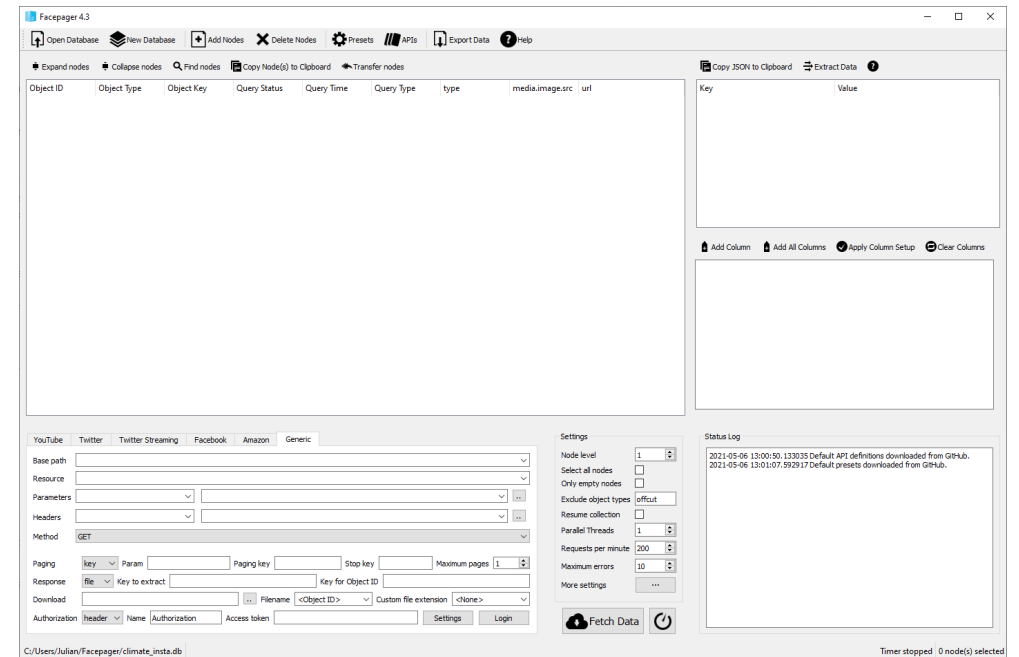 Facepager 4.3
Open Database New Database Add Nodes Delete Nodes Presets APIs Export Data Help
Expand nodes Collapse nodes Find nodes Copy Node(s) to Clipboard Transfer nodes
Copy JSON to Clipboard Extract Data
Object ID Object Type Object Key Query Status Query Time Query Type type media.image.src url
Key Value
Add Column Add All Columns Apply Column Setup Clear Columns
YouTube Twitter Twitter Streaming Facebook Amazon Generic
Base path
Resource
Parameters ..
Headers ..
Method GET
Paging key Param Paging key Stop key Maximum pages 1
Response file Key to extract Key for Object ID
Download .. Filename <Object ID> Custom file extension <None>
Authorization header Name Authorization Access token Settings Login
Settings
Node level 1
Select all nodes
Only empty nodes
Exclude object types offcut
Resume collection
Parallel Threads 1
Requests per minute 200
Maximum errors 10
More settings ...
Fetch Data
Status Log
2021-05-06 13:00:50.133035 Default API definitions downloaded from GitHub.
2021-05-06 13:01:07.592917 Default presets downloaded from GitHub.
C:/Users/Julian/Facepager/climate_insta.db
Timer stopped 0 node(s) selected